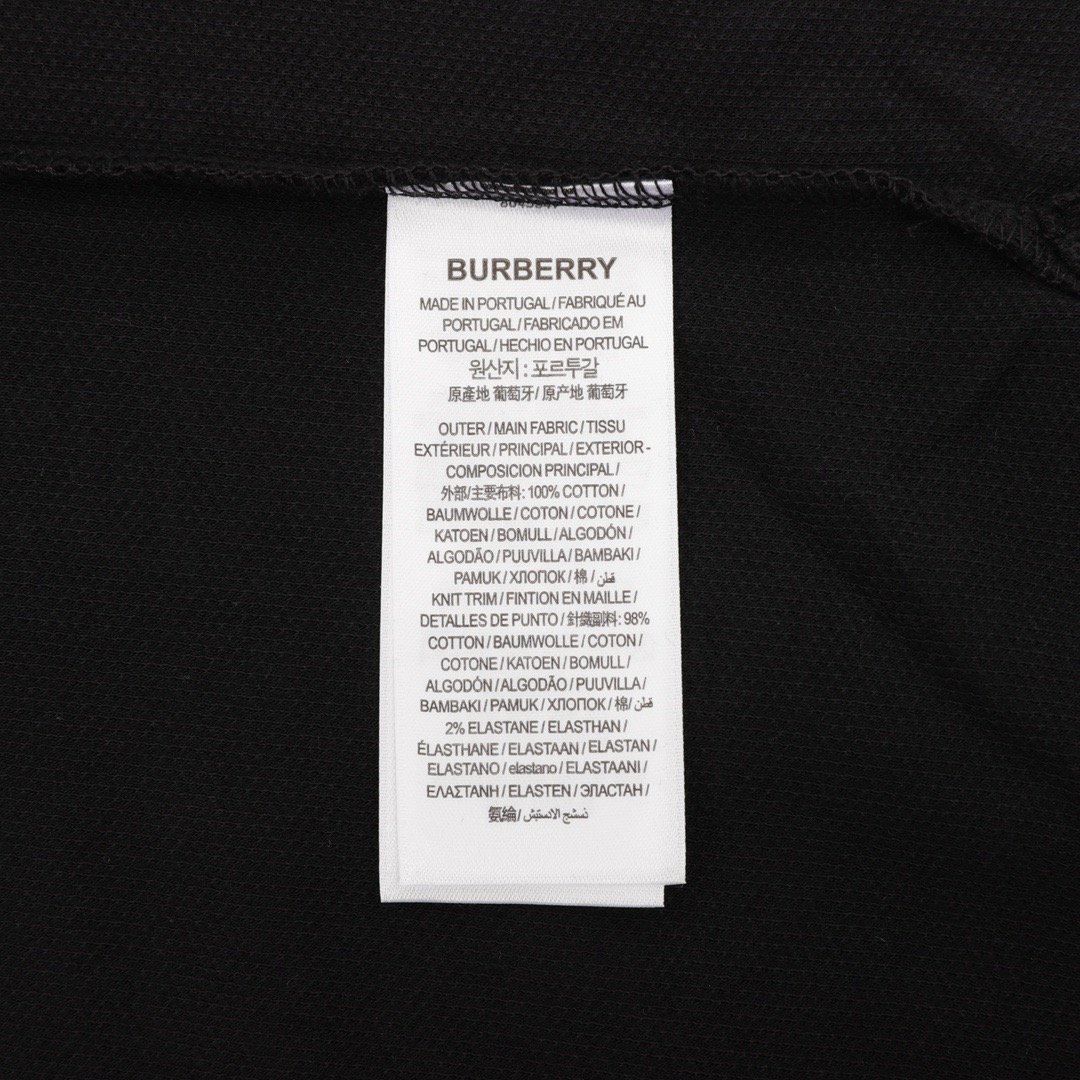 BURBERRY
MADE IN PORTUGAL / FABRIQUÉ AU
PORTUGAL / FABRICADO EM
PORTUGAL / HECHIO EN PORTUGAL
원산지 : 포르투갈
原產地 葡萄牙 / 原产地 葡萄牙
OUTER / MAIN FABRIC / TISSU
EXTÉRIEUR / PRINCIPAL / EXTERIOR-
COMPOSICION PRINCIPAL /
外部/主要布料: 100% COTTON /
BAUMWOLLE / COTON / COTONE /
KATOEN / BOMULL / ALGODÓN /
ALGODÃO / PUUVILLA / BAMBAKI /
PAMUK / ХЛОПОК / 棉 / قطن
KNIT TRIM / FINTION EN MAILLE /
DETALLES DE PUNTO / 針織副料: 98%
COTTON / BAUMWOLLE / COTON /
COTONE / KATOEN / BOMULL /
ALGODÓN / ALGODÃO / PUUVILLA /
BAMBAKI / PAMUK / ХЛОПОК / 棉/ قطن
2% ELASTANE / ELASTHAN /
ÉLASTHANE / ELASTAAN / ELASTAN /
ELASTANO / elastano / ELASTAANI /
ΕΛΑΣΤΑΝΗ / ELASTEN / ЭЛАСТАН /
氨綸/ نسشج الانستبش /